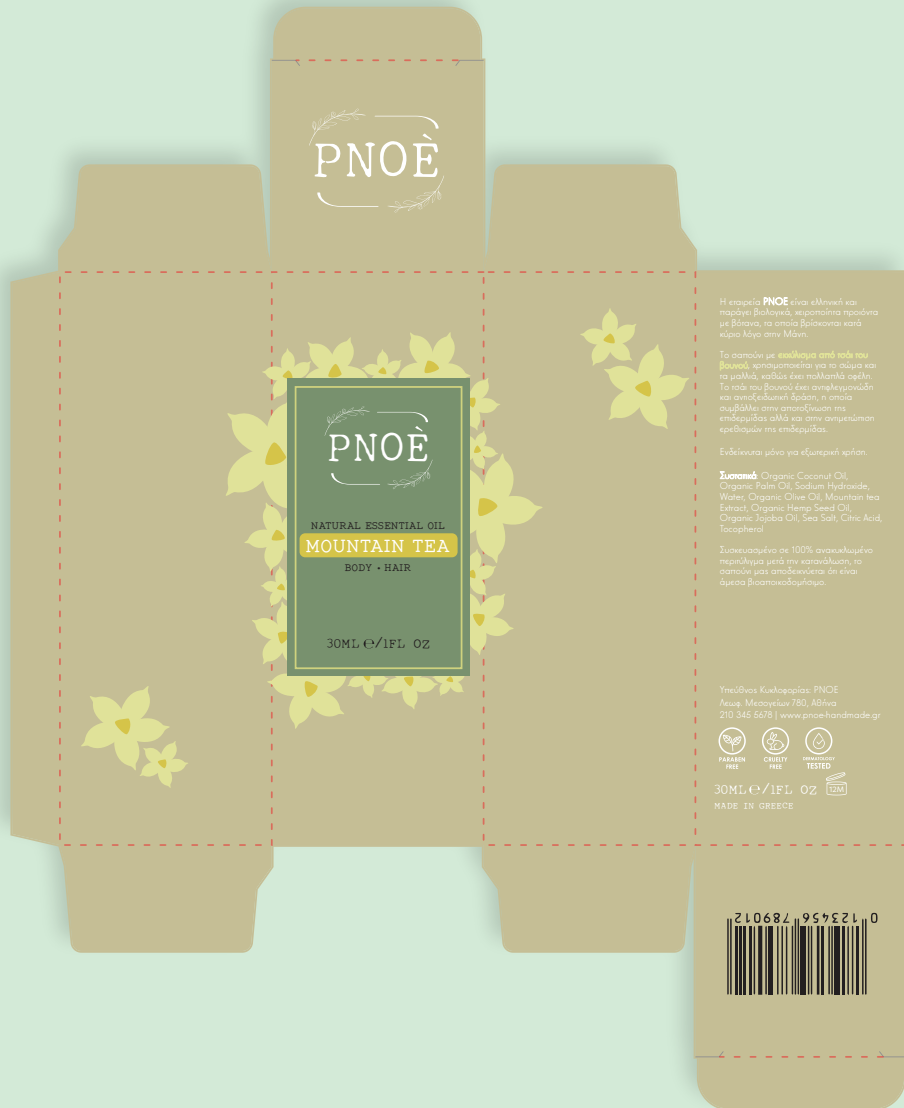 PNOÈ
PNOÈ
NATURAL ESSENTIAL OIL
MOUNTAIN TEA
BODY • HAIR
30ML ℮/1FL OZ
Η εταιρεία PNOE είναι ελληνική και
παράγει βιολογικά, χειροποίητα προϊόντα
με βότανα, τα οποία βρίσκονται κατά
κύριο λόγο στην Μάνη.
Το σαπούνι με εκχύλισμα από τσάι του
βουνού, χρησιμοποιείται για το σώμα και
τα μαλλιά, καθώς έχει πολλαπλά οφέλη.
Το τσάι του βουνού έχει αντιφλεγμονώδη
και αντιοξειδωτική δράση, η οποία
συμβάλλει στην αποτοξίνωση της
επιδερμίδας αλλά και στην αντιμετώπιση
ερεθισμών της επιδερμίδας.
Ενδείκνυται μόνο για εξωτερική χρήση.
Συστατικά: Organic Coconut Oil,
Organic Palm Oil, Sodium Hydroxide,
Water, Organic Olive Oil, Mountain tea
Extract, Organic Hemp Seed Oil,
Organic Jojoba Oil, Sea Salt, Citric Acid,
Tocopherol
Συσκευασμένο σε 100% ανακυκλωμένο
περιτύλιγμα μετά την κατανάλωση, το
σαπούνι μας αποδεικνύεται ότι είναι
άμεσα βιοαποικοδομήσιμο.
Υπεύθνος Κυκλοφορίας: PNOE
Λεωφ. Μεσογείων 780, Αθήνα
210 345 5678 | www.pnoe-handmade.gr
PARABEN
FREE
CRUELTY
FREE
DERMATOLOGY
TESTED
30ML ℮/1FL OZ
12M
MADE IN GREECE
0 123456 789012